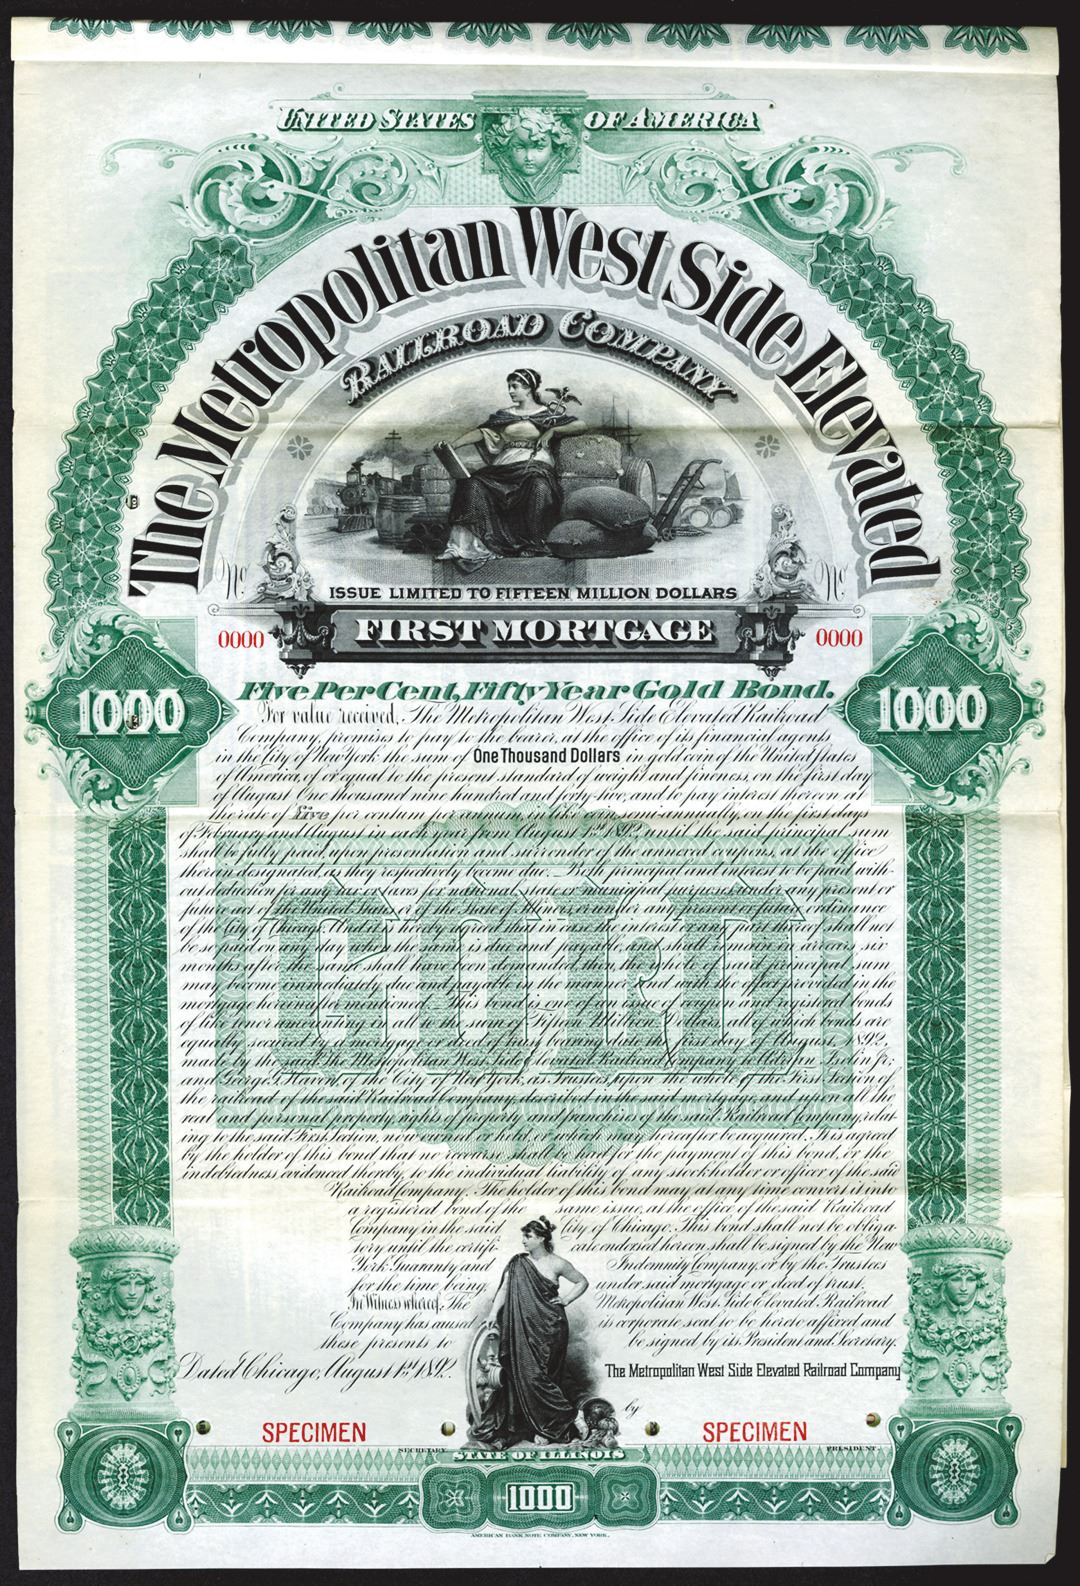 UNITED STATES OF AMERICA
The Metropolitan West Side Elevated
RAILROAD COMPANY
No. No.
ISSUE LIMITED TO FIFTEEN MILLION DOLLARS
0000 FIRST MORTGAGE 0000
1000 Five Per Cent, Fifty Year Gold Bond. 1000
For value received, The Metropolitan West Side Elevated Railroad
Company, promises to pay to the bearer, at the office of its financial agents
in the City of New York the sum of One Thousand Dollars in gold coin of the United States
of America, of or equal to the present standard of weight and fineness, on the first day
of August One thousand nine hundred and forty-two, and to pay interest thereon at
the rate of five per centum per annum, in like coin, semi-annually, on the first days
of February and August in each year from August 1st 1892, until the said principal sum
shall be fully paid, upon presentation and surrender of the annexed coupons, at the office
therein designated, as they respectively become due. Both principal and interest to be paid with-
out deduction for any tax or taxes for national, state or municipal purposes under any present or
future act of the United States, or of the State of Illinois, or under any present or future ordinance
of the City of Chicago. And it is hereby agreed that in case the interest or any part thereof shall not
be so paid on any day when the same is due and payable, and shall remain in arrears six
months after the same shall have been demanded, then the whole of said principal sum
may become immediately due and payable in the manner and with the effect provided in the
mortgage hereinafter mentioned. This bond is one of an issue of coupon and registered bonds
of like tenor amounting in all to the sum of Fifteen Million Dollars, all of which bonds are
equally secured by a mortgage or deed of trust bearing date the first day of August, 1892,
made by the said The Metropolitan West Side Elevated Railroad Company to Iselin Jr;
and George G. Haven, of the City of New York, as Trustees, upon the whole of the First Section of
the railroad of the said Railroad Company, described in the said mortgage, and upon all the
real and personal property, rights of property and franchises of the said Railroad Company, relat-
ing to the said First Section, now owned or held, or which may hereafter be acquired. It is agreed
by the holder of this bond that no recourse shall be had for the payment of this bond, or the
indebtedness evidenced thereby, to the individual liability of any stockholder or officer of the said
Railroad Company. The holder of this bond may at any time convert it into
a registered bond of the same issue, at the office of the said Railroad
Company in the said City of Chicago. This bond shall not be obliga-
tory until the certificate endorsed hereon, shall be signed by the New
York Guaranty and Indemnity Company, or by the Trustees
for the time being under said mortgage or deed of trust.
In Witness whereof, The Metropolitan West Side Elevated Railroad
Company has caused its corporate seal to be hereto affixed and
these presents to be signed by its President and Secretary.
Dated Chicago, August 1st 1892. The Metropolitan West Side Elevated Railroad Company
by
SPECIMEN SPECIMEN
SECRETARY. PRESIDENT.
STATE OF ILLINOIS
1000
AMERICAN BANK NOTE COMPANY, NEW YORK.
GOLD